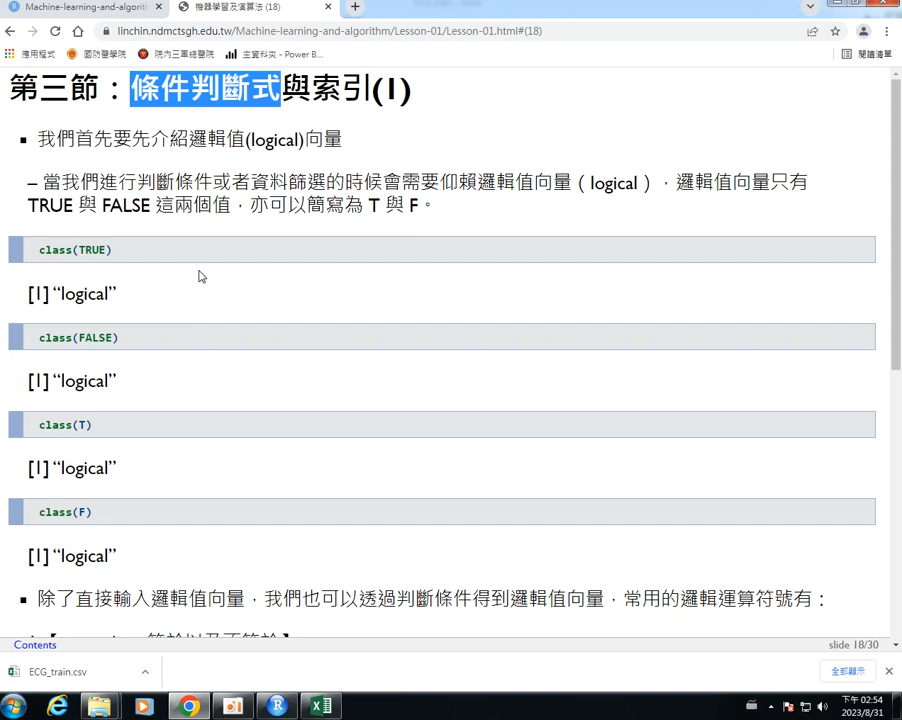 Machine-learning-and-algorith
機器學習及演算法 (18)
linchin.ndmctsgh.edu.tw/Machine-learning-and-algorithm/Lesson-01/Lesson-01.html#(18)
應用程式
國防醫學院
院內三軍總醫院
主資料夾 - Power B...
閱讀清單
第三節：條件判斷式與索引(1)
我們首先要先介紹邏輯值(logical)向量
– 當我們進行判斷條件或者資料篩選的時候會需要仰賴邏輯值向量（logical），邏輯值向量只有
TRUE 與 FALSE 這兩個值，亦可以簡寫為 T 與 F。
class(TRUE)
[1] “logical”
class(FALSE)
[1] “logical”
class(T)
[1] “logical”
class(F)
[1] “logical”
除了直接輸入邏輯值向量，我們也可以透過判斷條件得到邏輯值向量，常用的邏輯運算符號有：
Contents
slide 18/30
ECG_train.csv
全部顯示
下午 02:54
2023/8/31